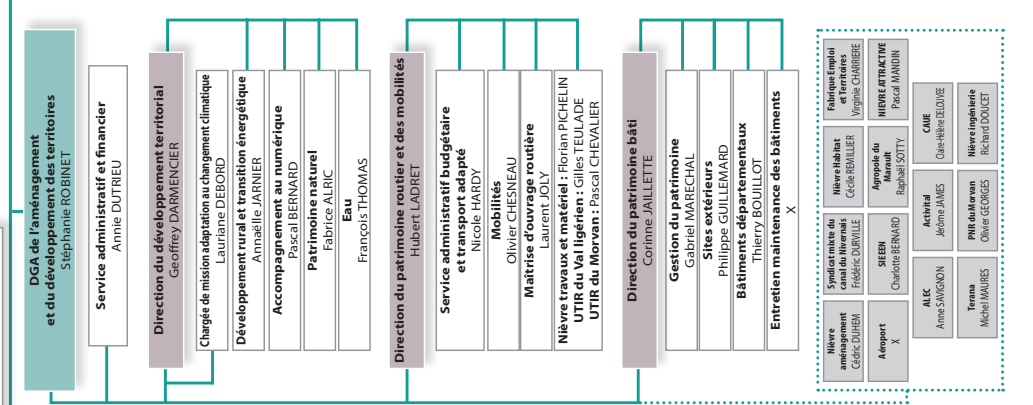 DGA de l'aménagement
et du développement des territoires
Stéphanie ROBINET
Service administratif et financier
Annie DUTRIEU
Direction du développement territorial
Geoffrey DARMENCIER
Chargée de mission adaptation au changement climatique
Lauriane DEBORD
Développement rural et transition énergétique
Annaëlle JARNIER
Accompagnement au numérique
Pascal BERNARD
Patrimoine naturel
Fabrice ALRIC
Eau
François THOMAS
Direction du patrimoine routier et des mobilités
Hubert LADRET
Service administratif budgétaire
et transport adapté
Nicole HARDY
Mobilités
Olivier CHESNEAU
Maîtrise d'ouvrage routière
Laurent JOLY
Nièvre travaux et matériel : Florian PICHELIN
UTIR du Val ligérien : Gilles TEULADE
UTIR du Morvan : Pascal CHEVALIER
Direction du patrimoine bâti
Corinne JAILLETTE
Gestion du patrimoine
Gabriel MARECHAL
Sites extérieurs
Philippe GUILLEMARD
Bâtiments départementaux
Thierry BOUILLOT
Entretien maintenance des bâtiments
X
Nièvre
aménagement
Cédric DUHEM
Syndicat mixte du
canal du Nivernais
Frédéric DURVILLE
Nièvre Habitat
Cécile REMILLIER
Fabrique Emploi
et Territoires
Virginie CHARRIERE
Aéroport
X
SIEEEN
Charlotte BERNARD
Agropole du
Marault
Raphaël SOTTY
NIEVRE ATTRACTIVE
Pascal MANDIN
ALEC
Anne SAVIGNON
Activital
Jérôme JAMES
CAUE
Claire-Hélène DELOUVEE
Terana
Michel MAURES
PNR du Morvan
Olivier GEORGES
Nièvre ingénierie
Richard DOUCET